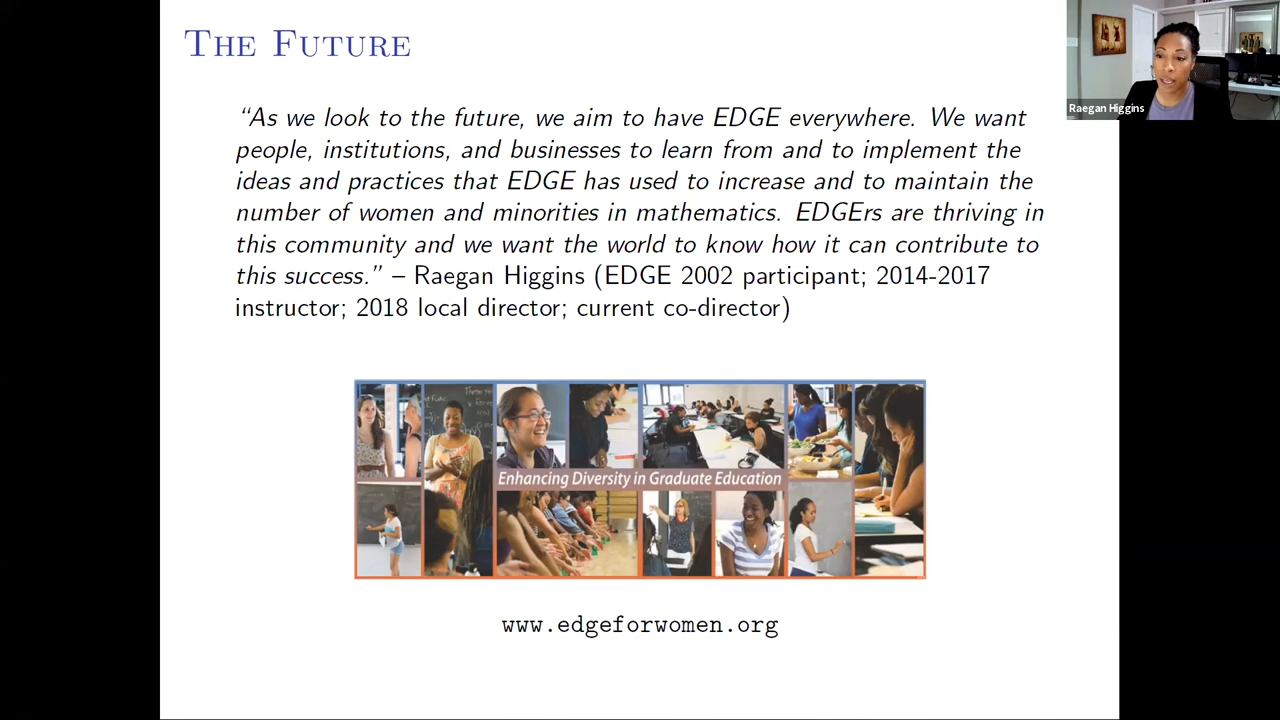 THE FUTURE
Raegan Higgins
“As we look to the future, we aim to have EDGE everywhere. We want
people, institutions, and businesses to learn from and to implement the
ideas and practices that EDGE has used to increase and to maintain the
number of women and minorities in mathematics. EDGErs are thriving in
this community and we want the world to know how it can contribute to
this success.” – Raegan Higgins (EDGE 2002 participant; 2014-2017
instructor; 2018 local director; current co-director)
Enhancing Diversity in Graduate Education
www.edgeforwomen.org